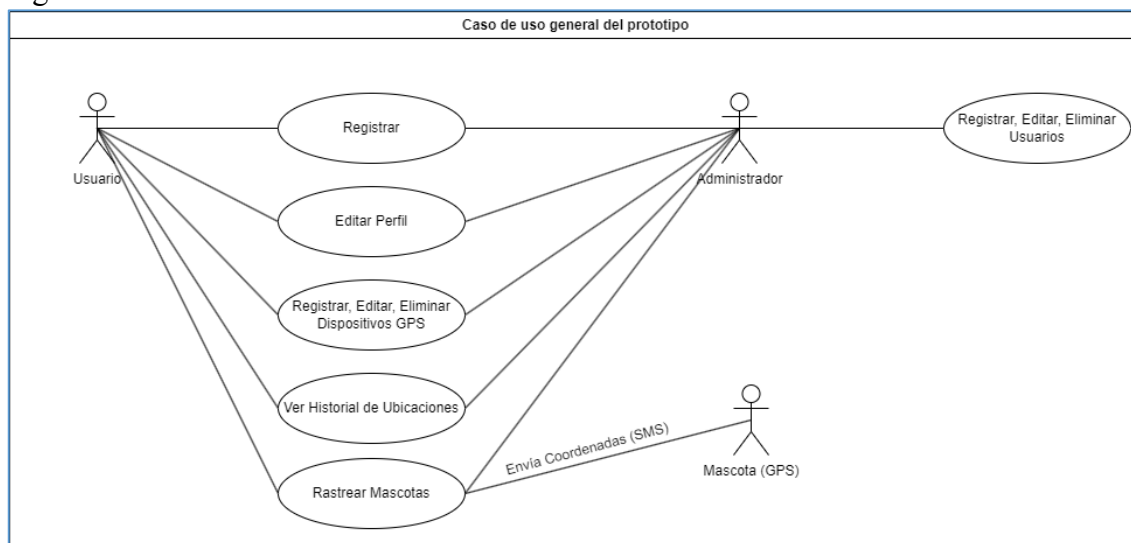 Caso de uso general del prototipo
Registrar
Registrar, Editar, Eliminar
Usuarios
Usuario
Administrador
Editar Perfil
Registrar, Editar, Eliminar
Dispositivos GPS
Ver Historial de Ubicaciones
Envía Coordenadas (SMS)
Mascota (GPS)
Rastrear Mascotas